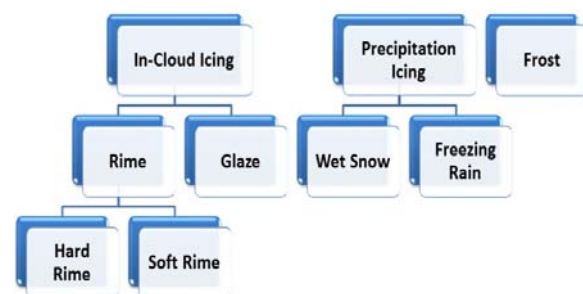 In-Cloud Icing
Precipitation
Icing
Frost
Rime
Glaze
Wet Snow
Freezing
Rain
Hard
Rime
Soft Rime